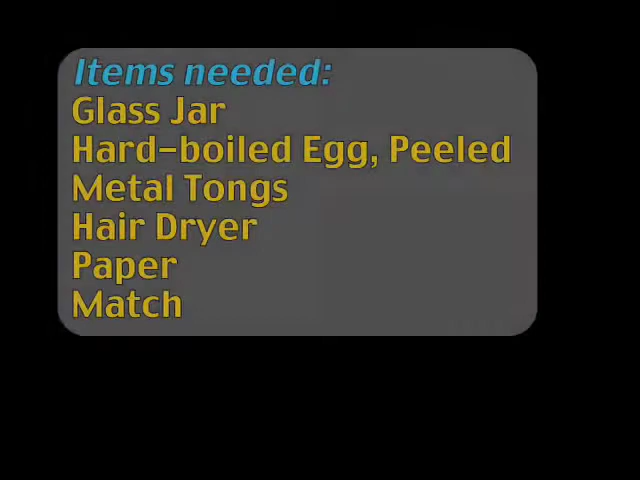 Items needed:
Glass Jar
Hard-boiled Egg, Peeled
Metal Tongs
Hair Dryer
Paper
Match